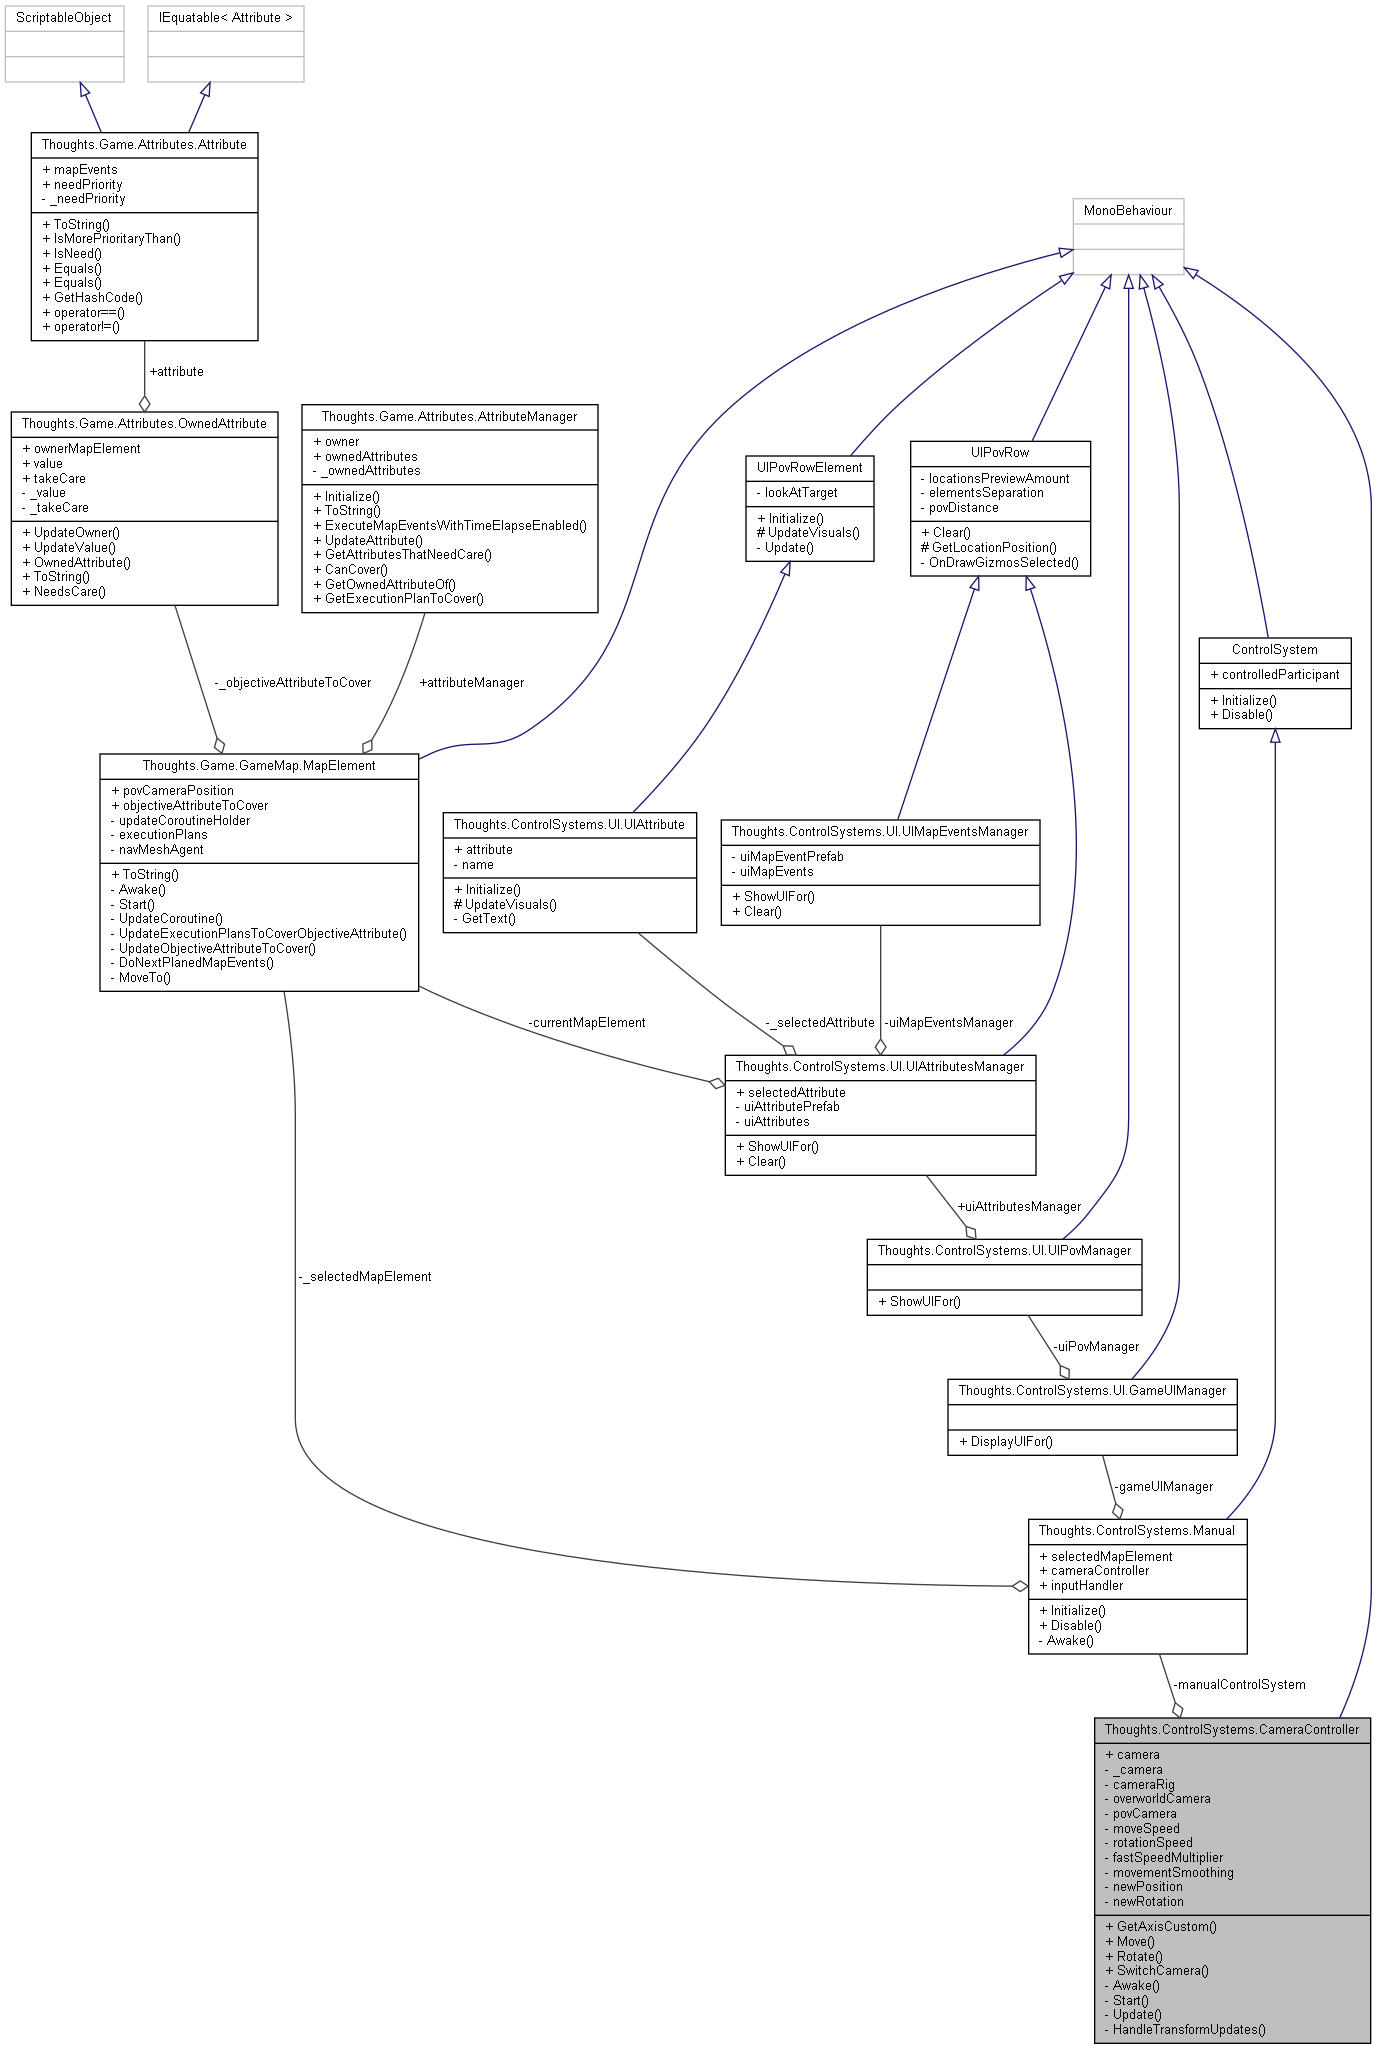 ScriptableObject
IEquatable< Attribute >
Thoughts.Game.Attributes.Attribute
+ mapEvents
+ needPriority
- _needPriority
+ ToString()
+ IsMorePrioritaryThan()
+ IsNeed()
+ Equals()
+ Equals()
+ GetHashCode()
+ operator==()
+ operator!=()
MonoBehaviour
+attribute
Thoughts.Game.Attributes.OwnedAttribute
+ ownerMapElement
+ value
+ takeCare
- _value
- _takeCare
+ UpdateOwner()
+ UpdateValue()
+ OwnedAttribute()
+ ToString()
+ NeedsCare()
Thoughts.Game.Attributes.AttributeManager
+ owner
+ ownedAttributes
- _ownedAttributes
+ Initialize()
+ ToString()
+ ExecuteMapEventsWithTimeElapseEnabled()
+ UpdateAttribute()
+ GetAttributesThatNeedCare()
+ CanCover()
+ GetOwnedAttributeOf()
+ GetExecutionPlanToCover()
UIPovRowElement
- lookAtTarget
+ Initialize()
# UpdateVisuals()
- Update()
UIPovRow
- locationsPreviewAmount
- elementsSeparation
- povDistance
+ Clear()
# GetLocationPosition()
- OnDrawGizmosSelected()
ControlSystem
+ controlledParticipant
+ Initialize()
+ Disable()
-_objectiveAttributeToCover
+attributeManager
Thoughts.Game.GameMap.MapElement
+ povCameraPosition
+ objectiveAttributeToCover
- updateCoroutineHolder
- executionPlans
- navMeshAgent
+ ToString()
- Awake()
- Start()
- UpdateCoroutine()
- UpdateExecutionPlansToCoverObjectiveAttribute()
- UpdateObjectiveAttributeToCover()
- DoNextPlanedMapEvents()
- MoveTo()
Thoughts.ControlSystems.UI.UIAttribute
+ attribute
- name
+ Initialize()
# UpdateVisuals()
- GetText()
Thoughts.ControlSystems.UI.UIMapEventsManager
- uiMapEventPrefab
- uiMapEvents
+ ShowUIFor()
+ Clear()
-currentMapElement
-_selectedAttribute
-uiMapEventsManager
Thoughts.ControlSystems.UI.UIAttributesManager
+ selectedAttribute
- uiAttributePrefab
- uiAttributes
+ ShowUIFor()
+ Clear()
+uiAttributesManager
Thoughts.ControlSystems.UI.UIPovManager
+ ShowUIFor()
-_selectedMapElement
-uiPovManager
Thoughts.ControlSystems.UI.GameUIManager
+ DisplayUIFor()
-gameUIManager
Thoughts.ControlSystems.Manual
+ selectedMapElement
+ cameraController
+ inputHandler
+ Initialize()
+ Disable()
- Awake()
-manualControlSystem
Thoughts.ControlSystems.CameraController
+ camera
- _camera
- cameraRig
- overworldCamera
- povCamera
- moveSpeed
- rotationSpeed
- fastSpeedMultiplier
- movementSmoothing
- newPosition
- newRotation
+ GetAxisCustom()
+ Move()
+ Rotate()
+ SwitchCamera()
- Awake()
- Start()
- Update()
- HandleTransformUpdates()